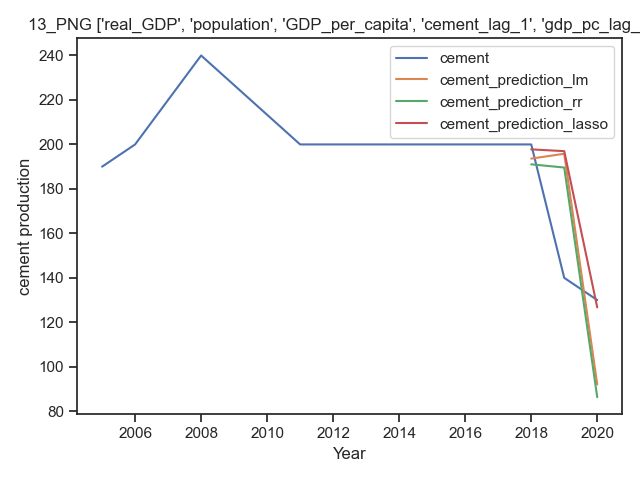 13_PNG ['real_GDP', 'population', 'GDP_per_capita', 'cement_lag_1', 'gdp_pc_lag_
cement
cement_prediction_lm
cement_prediction_rr
cement_prediction_lasso
cement production
240
220
200
180
160
140
120
100
80
2006 2008 2010 2012 2014 2016 2018 2020
Year